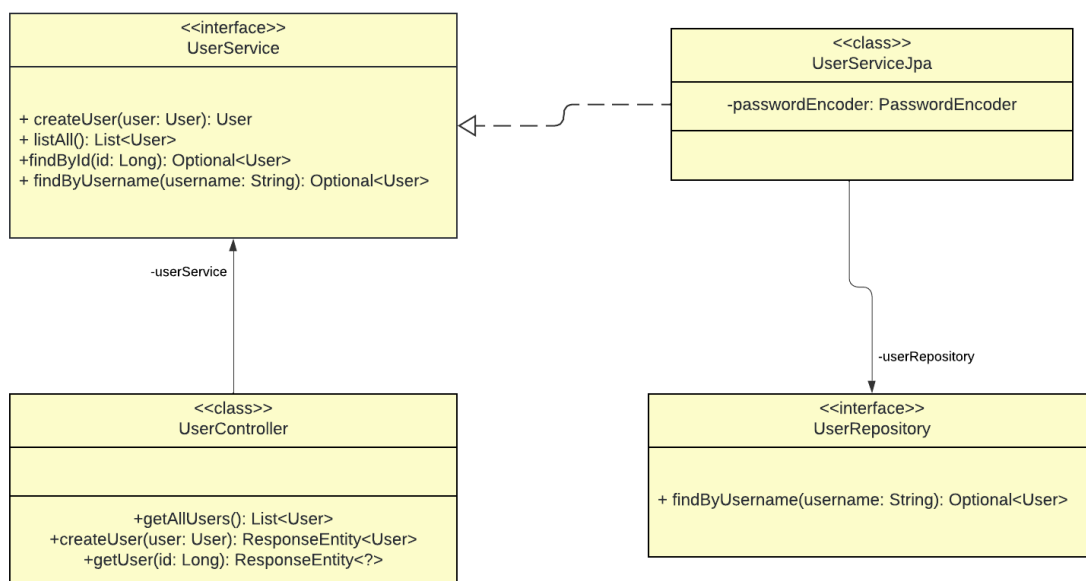 <<interface>>
UserService
+ createUser(user: User): User
+ listAll(): List<User>
+findById(id: Long): Optional<User>
+ findByUsername(username: String): Optional<User>
<<class>>
UserServiceJpa
-passwordEncoder: PasswordEncoder
-userService
-userRepository
<<class>>
UserController
+getAllUsers(): List<User>
+createUser(user: User): ResponseEntity<User>
+getUser(id: Long): ResponseEntity<?>
<<interface>>
UserRepository
+ findByUsername(username: String): Optional<User>